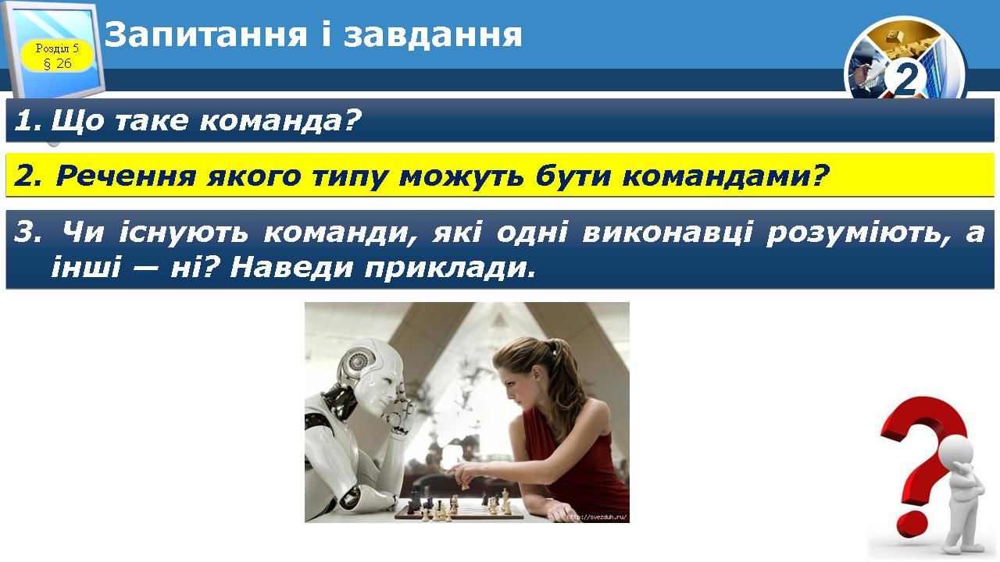 Запитання і завдання
Розділ 5
§ 26
2
1. Що таке команда?
2. Речення якого типу можуть бути командами?
3. Чи існують команди, які одні виконавці розуміють, а
інші — ні? Наведи приклади.
http://svezduh.ru/
?